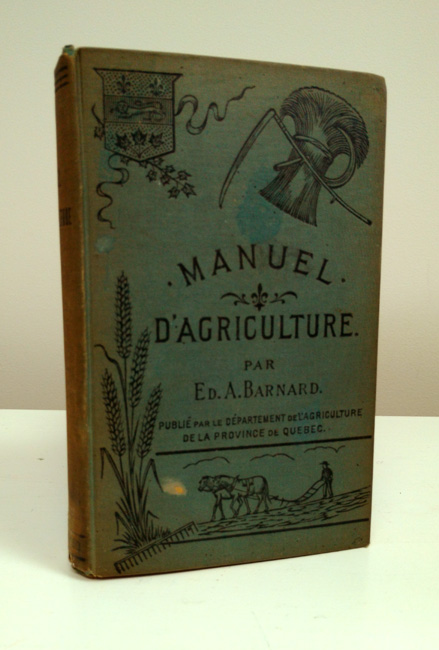 ·MANUEL·
D'AGRICULTURE.
PAR
ED. A. BARNARD.
PUBLIÉ PAR LE DÉPARTEMENT DE L'AGRICULTURE
DE LA PROVINCE DE QUEBEC.